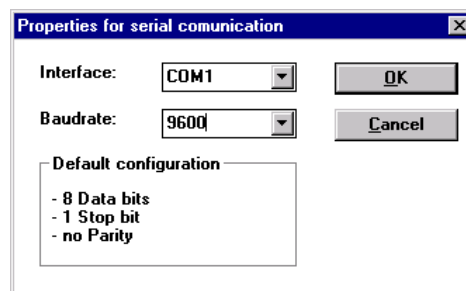 Properties for serial comunication
Interface: COM1 OK
Baudrate: 9600 Cancel
Default configuration
- 8 Data bits
- 1 Stop bit
- no Parity